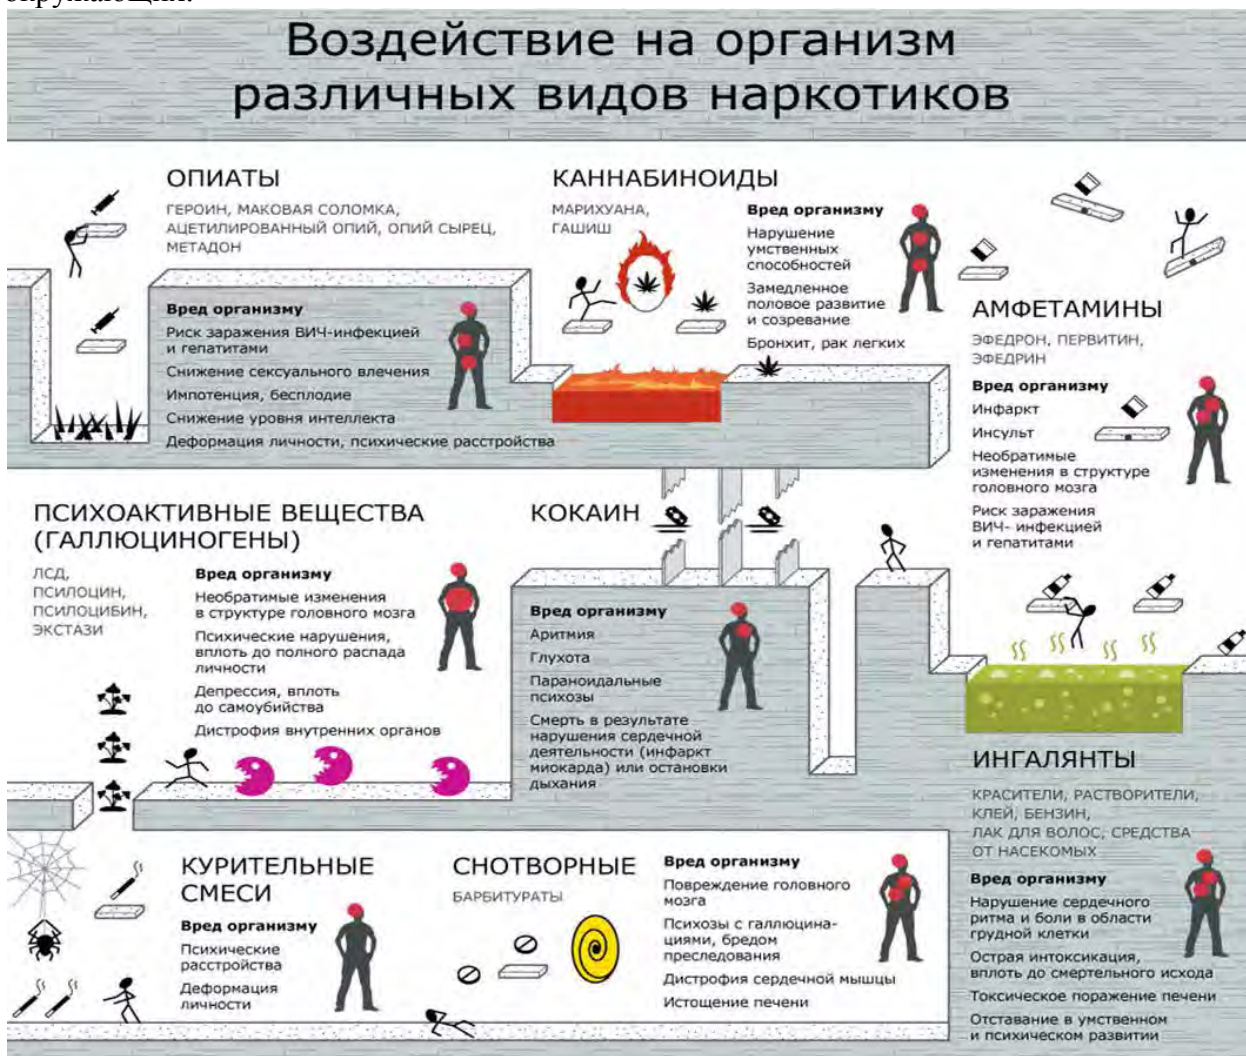 окружающих.
Воздействие на организм
различных видов наркотиков
ОПИАТЫ
ГЕРОИН, МАКОВАЯ СОЛОМКА,
АЦЕТИЛИРОВАННЫЙ ОПИЙ, ОПИЙ СЫРЕЦ,
МЕТАДОН
Вред организму
Риск заражения ВИЧ-инфекцией
и гепатитами
Снижение сексуального влечения
Импотенция, бесплодие
Снижение уровня интеллекта
Деформация личности, психические расстройства
КАННАБИНОИДЫ
МАРИХУАНА,
ГАШИШ
Вред организму
Нарушение
умственных
способностей
Замедленное
половое развитие
и созревание
Бронхит, рак легких
АМФЕТАМИНЫ
ЭФЕДРОН, ПЕРВИТИН,
ЭФЕДРИН
Вред организму
Инфаркт
Инсульт
Необратимые
изменения в структуре
головного мозга
Риск заражения
ВИЧ- инфекцией
и гепатитами
ПСИХОАКТИВНЫЕ ВЕЩЕСТВА
(ГАЛЛЮЦИНОГЕНЫ)
ЛСД,
ПСИЛОЦИН,
ПСИЛОЦИБИН,
ЭКСТАЗИ
Вред организму
Необратимые изменения
в структуре головного мозга
Психические нарушения,
вплоть до полного распада
личности
Депрессия, вплоть
до самоубийства
Дистрофия внутренних органов
КОКАИН
Вред организму
Аритмия
Глухота
Параноидальные
психозы
Смерть в результате
нарушения сердечной
деятельности (инфаркт
миокарда) или остановки
дыхания
ИНГАЛЯНТЫ
КРАСИТЕЛИ, РАСТВОРИТЕЛИ,
КЛЕЙ, БЕНЗИН,
ЛАК ДЛЯ ВОЛОС, СРЕДСТВА
ОТ НАСЕКОМЫХ
Вред организму
Нарушение сердечного
ритма и боли в области
грудной клетки
Острая интоксикация,
вплоть до смертельного исхода
Токсическое поражение печени
Отставание в умственном
и психическом развитии
КУРИТЕЛЬНЫЕ
СМЕСИ
Вред организму
Психические
расстройства
Деформация
личности
СНОТВОРНЫЕ
БАРБИТУРАТЫ
Вред организму
Повреждение головного
мозга
Психозы с галлюцина-
циями, бредом
преследования
Дистрофия сердечной мышцы
Истощение печени